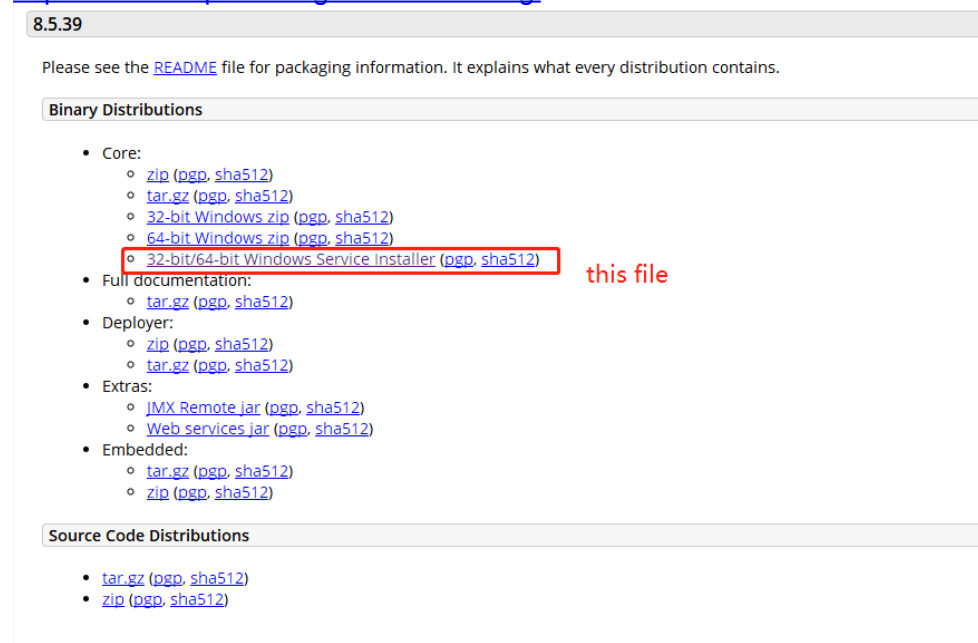 8.5.39
Please see the README file for packaging information. It explains what every distribution contains.
Binary Distributions
• Core:
◦ zip (pgp, sha512)
◦ tar.gz (pgp, sha512)
◦ 32-bit Windows zip (pgp, sha512)
◦ 64-bit Windows zip (pgp, sha512)
◦ 32-bit/64-bit Windows Service Installer (pgp, sha512)
this file
• Full documentation:
◦ tar.gz (pgp, sha512)
• Deployer:
◦ zip (pgp, sha512)
◦ tar.gz (pgp, sha512)
• Extras:
◦ JMX Remote jar (pgp, sha512)
◦ Web services jar (pgp, sha512)
• Embedded:
◦ tar.gz (pgp, sha512)
◦ zip (pgp, sha512)
Source Code Distributions
• tar.gz (pgp, sha512)
• zip (pgp, sha512)